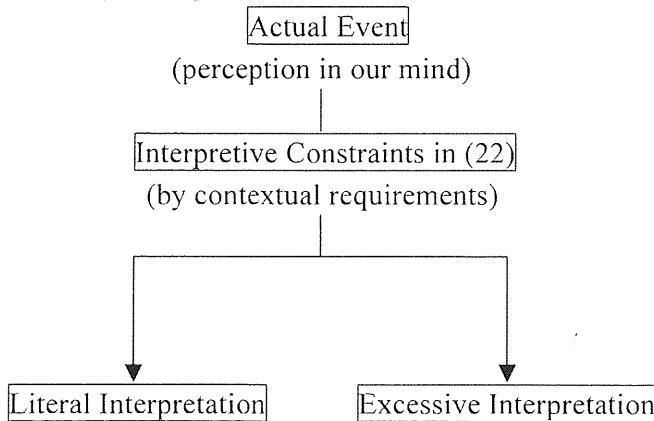 Actual Event
(perception in our mind)
Interpretive Constraints in (22)
(by contextual requirements)
Literal Interpretation
Excessive Interpretation